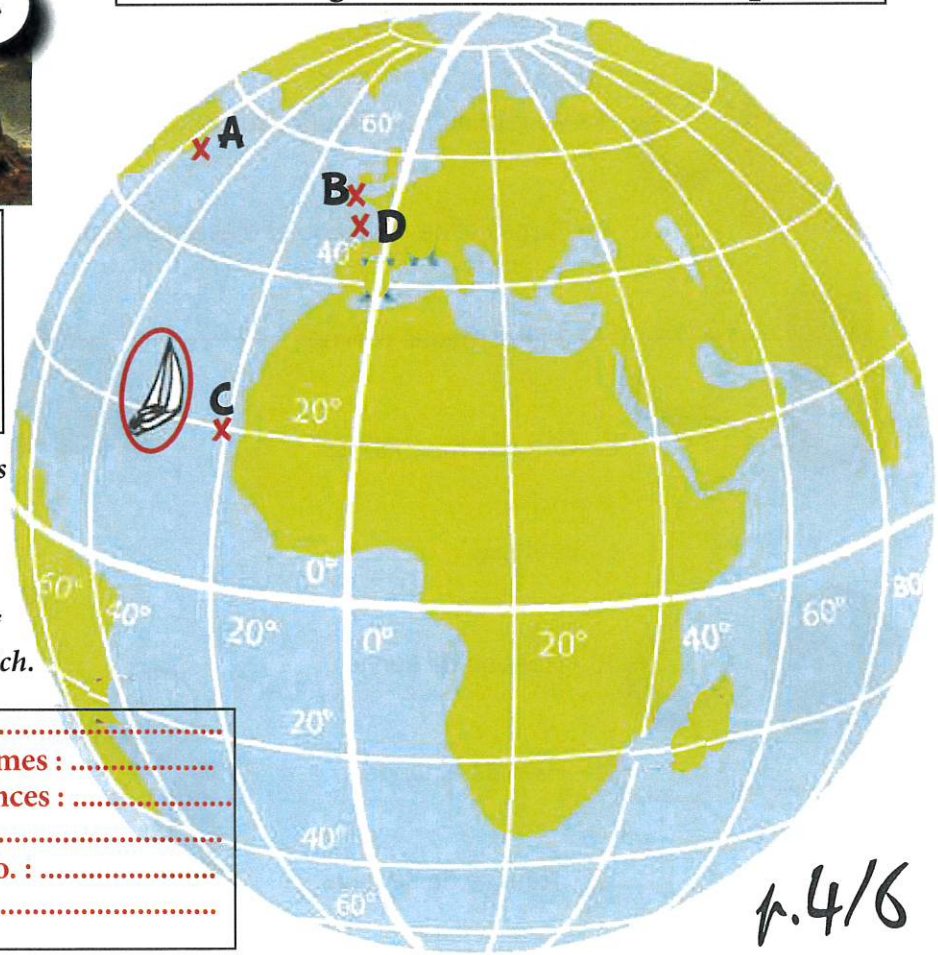 60°
A
B
D
40°
C
20°
s
0°
60°
40°
20°
0°
20°
40°
60°
80
ch.
20°
mes : ..................
nces : ....................
40°
o. : ......................
60°
p.4/6